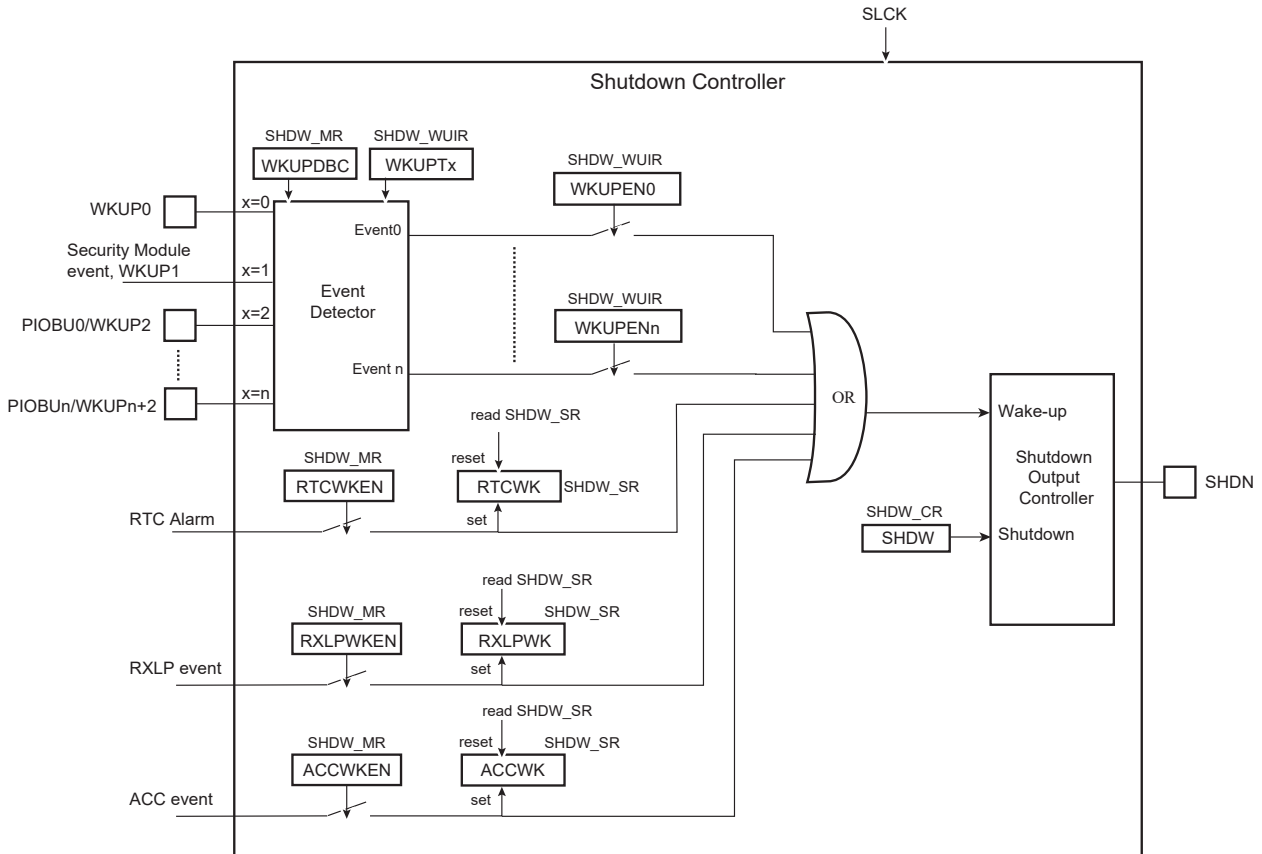 SLCK
Shutdown Controller
SHDW_MR
SHDW_WUIR
WKUPDBC
WKUPTx
SHDW_WUIR
WKUPEN0
WKUP0
x=0
Event0
Security Module
event, WKUP1
x=1
Event
Detector
SHDW_WUIR
WKUPENn
PIOBU0/WKUP2
x=2
Event n
PIOBUn/WKUPn+2
x=n
OR
Wake-up
Shutdown
Output
Controller
SHDN
read SHDW_SR
SHDW_MR
reset
RTCWKEN
RTCWK
SHDW_SR
RTC Alarm
set
SHDW_CR
SHDW
Shutdown
read SHDW_SR
SHDW_MR
reset
SHDW_SR
RXLPWKEN
RXLPWK
RXLP event
set
read SHDW_SR
SHDW_MR
reset
SHDW_SR
ACCWKEN
ACCWK
ACC event
set